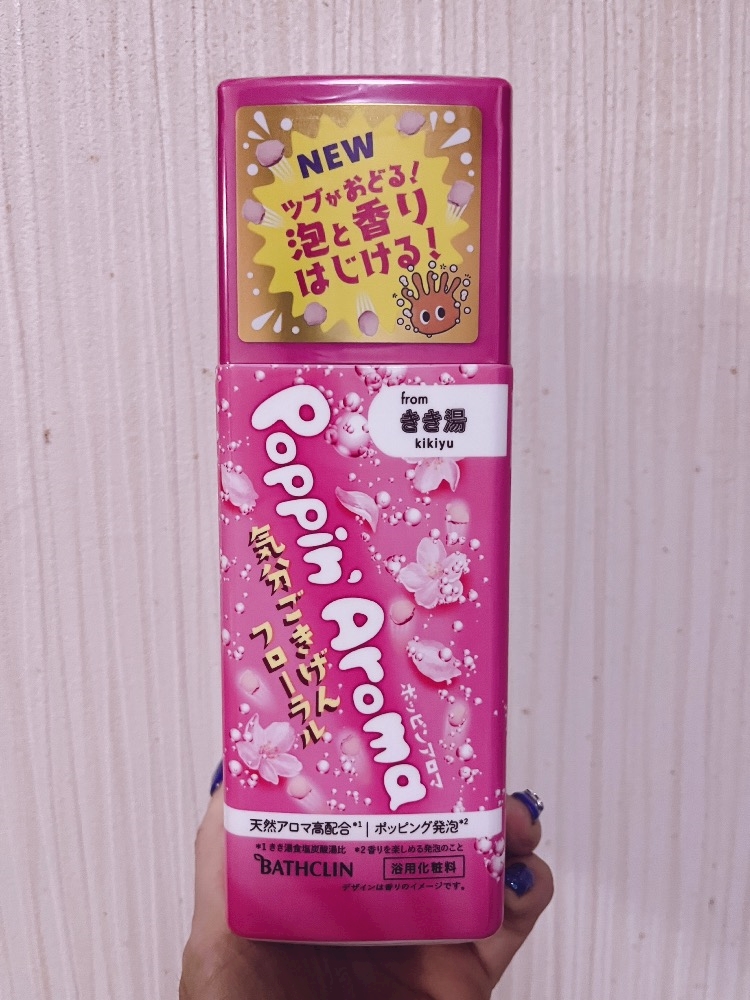 NEW
ツブがおどる!
泡と香り
はじける!
from
きき湯
kikiyu
Poppin' Aroma
ポッピンアロマ
気分ごきげん
フローラル
天然アロマ高配合*1 | ポッピング発泡*2
*1 きき湯食塩炭酸湯比 *2 香りを楽しめる発泡のこと
BATHCLIN 浴用化粧料
デザインは香りのイメージです。